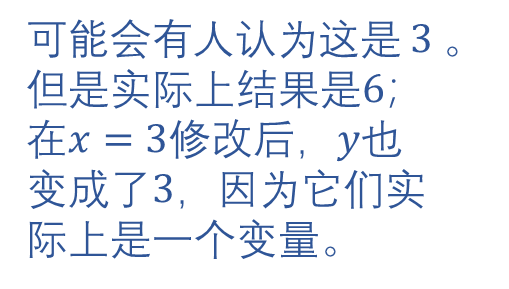 可能会有人认为这是 3 。
但是实际上结果是6;
在x = 3修改后，y也
变成了3，因为它们实
际上是一个变量。